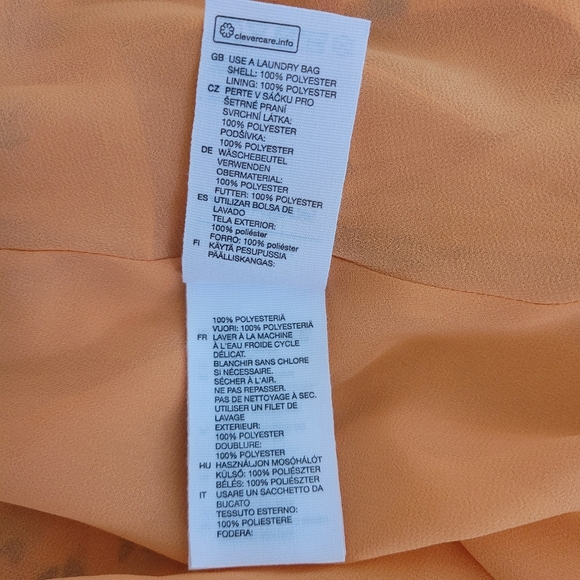 clevercare.info
GB USE A LAUNDRY BAG
SHELL: 100% POLYESTER
LINING: 100% POLYESTER
CZ PERTE V SÁČKU PRO
ŠETRNÉ PRANÍ
SVRCHNÍ LÁTKA:
100% POLYESTER
PODŠÍVKA:
100% POLYESTER
DE WÄSCHEBEUTEL
VERWENDEN
OBERMATERIAL:
100% POLYESTER
FUTTER: 100% POLYESTER
ES UTILIZAR BOLSA DE
LAVADO
TELA EXTERIOR:
100% poliéster
FORRO: 100% poliéster
FI KÄYTÄ PESUPUSSIA
PÄÄLLISKANGAS:
100% POLYESTERIÄ
VUORI: 100% POLYESTERIÄ
FR LAVER À LA MACHINE
À L'EAU FROIDE CYCLE
DÉLICAT.
BLANCHIR SANS CHLORE
SI NÉCESSAIRE.
SÉCHER À L'AIR.
NE PAS REPASSER.
PAS DE NETTOYAGE À SEC.
UTILISER UN FILET DE
LAVAGE
EXTERIEUR:
100% POLYESTER
DOUBLURE:
100% POLYESTER
HU HASZNÁLJON MOSÓHÁLÓT
KÜLSŐ: 100% POLIÉSZTER
BÉLÉS: 100% POLIÉSZTER
IT USARE UN SACCHETTO DA
BUCATO
TESSUTO ESTERNO:
100% POLIESTERE
FODERA: